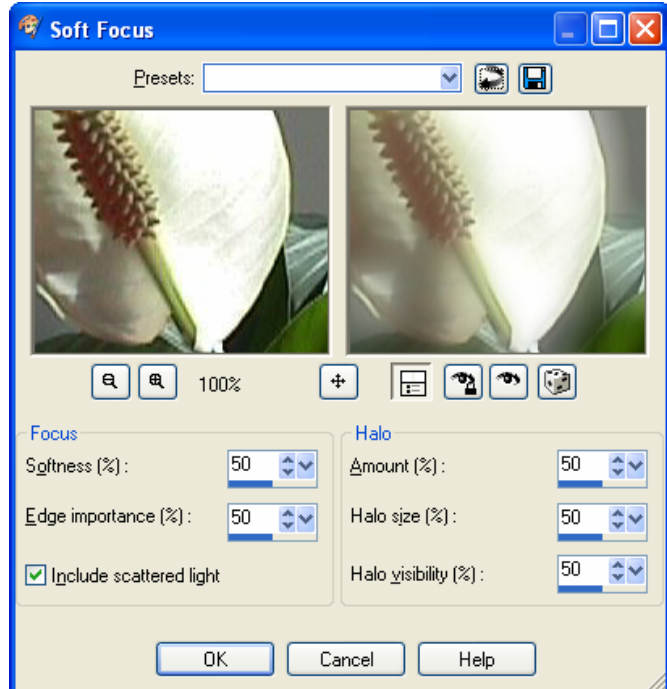 Soft Focus
Presets:
100%
Focus
Softness (%) :
50
Edge importance (%) :
50
Include scattered light
Halo
Amount (%) :
50
Halo size (%) :
50
Halo visibility (%) :
50
OK
Cancel
Help